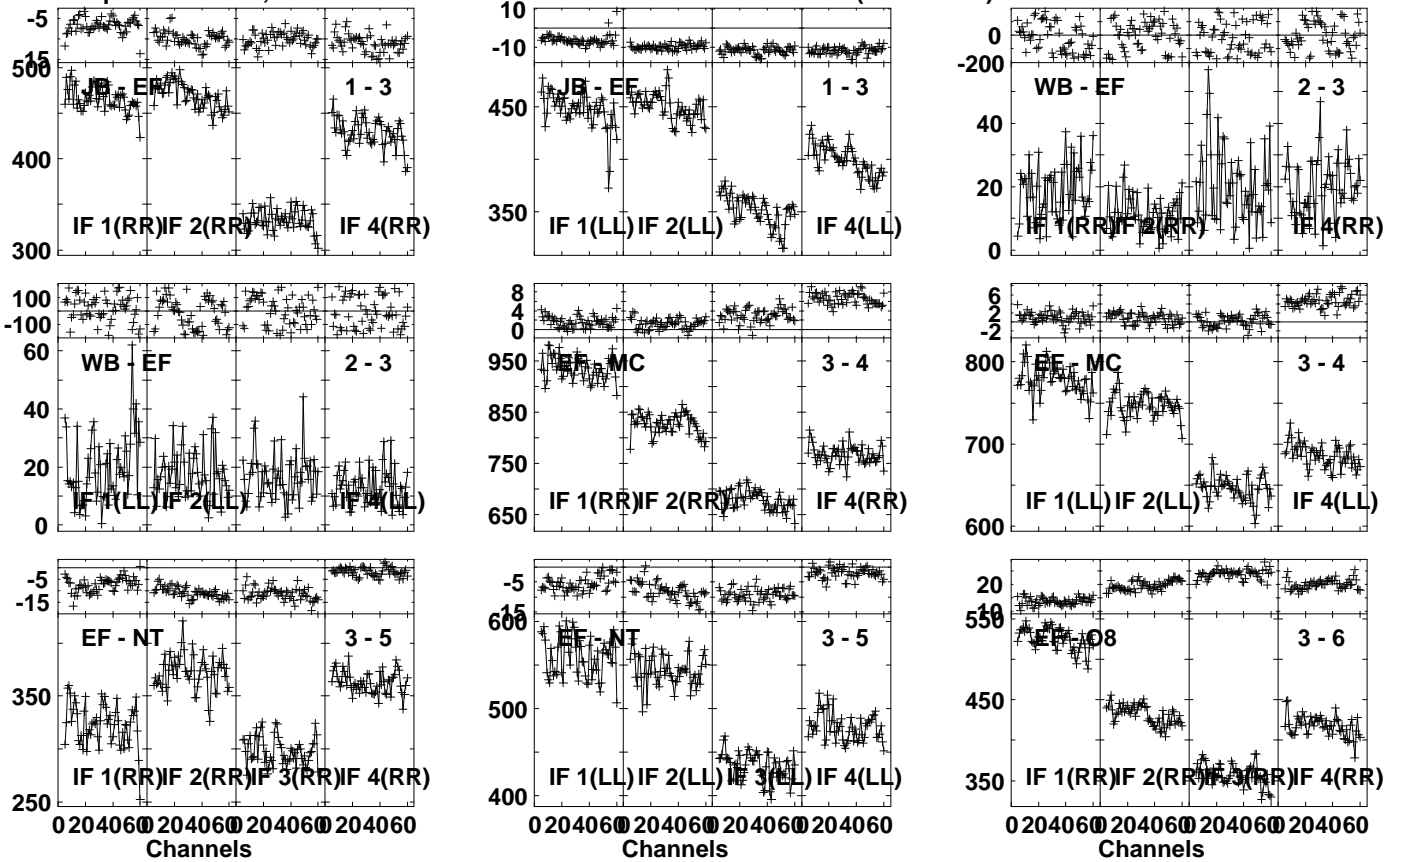 -5
-15
500
400
300
JB - EF
1 - 3
IF 1(RR)
IF 2(RR)
IF 4(RR)
10
-10
450
350
JB - EF
1 - 3
IF 1(LL)
IF 2(LL)
IF 4(LL)
0
-200
40
20
0
WB - EF
2 - 3
IF 1(RR)
IF 2(RR)
IF 4(RR)
100
-100
60
40
20
0
WB - EF
2 - 3
IF 1(LL)
IF 2(LL)
IF 4(LL)
8
4
0
950
850
750
650
EF - MC
3 - 4
IF 1(RR)
IF 2(RR)
IF 4(RR)
6
2
-2
800
700
600
EF - MC
3 - 4
IF 1(LL)
IF 2(LL)
IF 4(LL)
-5
-15
350
250
EF - NT
3 - 5
IF 1(RR)
IF 2(RR)
IF 3(RR)
IF 4(RR)
0 20 40 60 0 20 40 60 0 20 40 60 0 20 40 60
Channels
-5
-15
600
500
400
EF - NT
3 - 5
IF 1(LL)
IF 2(LL)
IF 3(LL)
IF 4(LL)
0 20 40 60 0 20 40 60 0 20 40 60 0 20 40 60
Channels
20
10
550
450
350
EF - O8
3 - 6
IF 1(RR)
IF 2(RR)
IF 3(RR)
IF 4(RR)
0 20 40 60 0 20 40 60 0 20 40 60 0 20 40 60
Channels